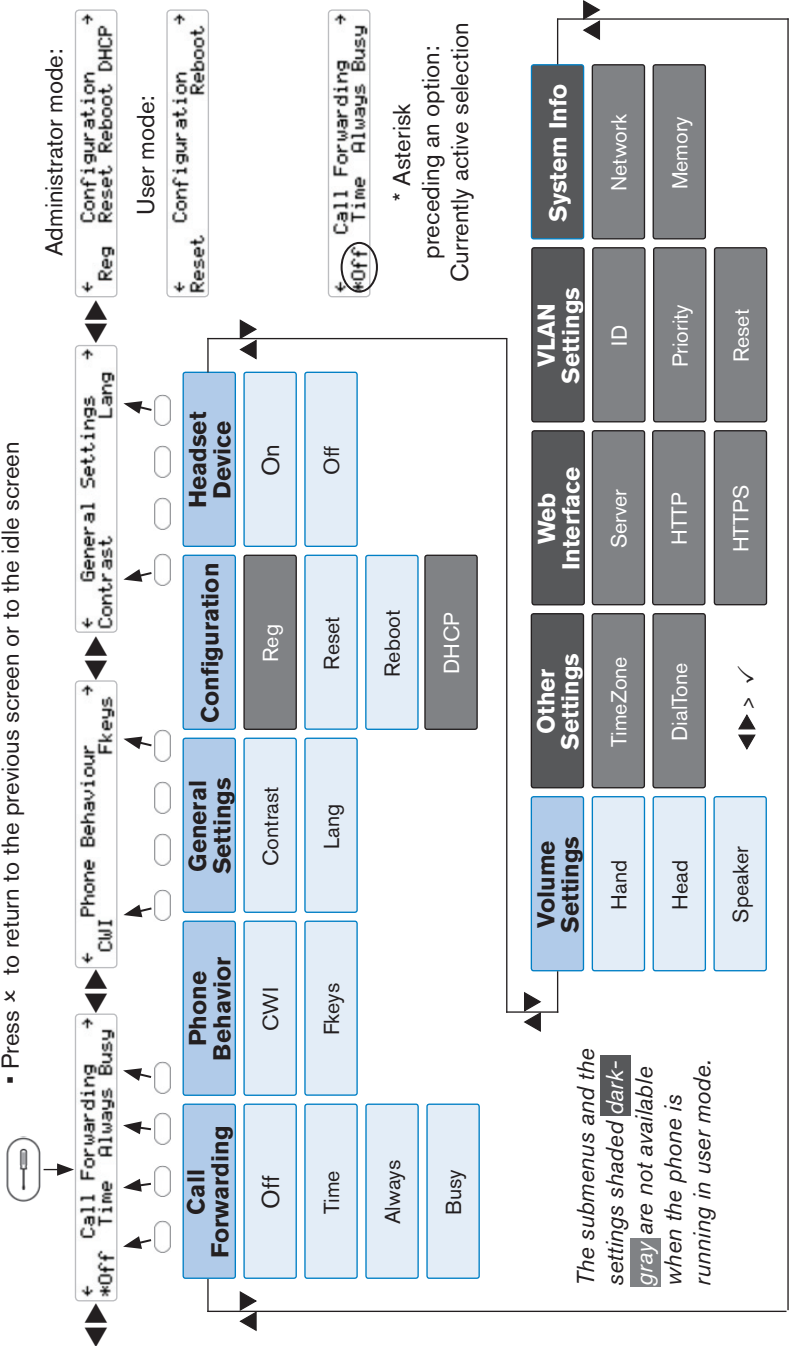 ▪ Press × to return to the previous screen or to the idle screen
← Call Forwarding →
*Off Time Always Busy
← Phone Behaviour →
CWI Fkeys
← General Settings →
Contrast Lang
Administrator mode:
← Configuration →
Reg Reset Reboot DHCP
User mode:
← Configuration →
Reset Reboot
← Call Forwarding →
*Off Time Always Busy
* Asterisk
preceding an option:
Currently active selection
Call
Forwarding
Off
Time
Always
Busy
Phone
Behavior
CWI
Fkeys
General
Settings
Contrast
Lang
Configuration
Reg
Reset
Reboot
DHCP
Headset
Device
On
Off
The submenus and the
settings shaded dark-
gray are not available
when the phone is
running in user mode.
Volume
Settings
Hand
Head
Speaker
Other
Settings
TimeZone
DialTone
◀▶ > ✓
Web
Interface
Server
HTTP
HTTPS
VLAN
Settings
ID
Priority
Reset
System Info
Network
Memory